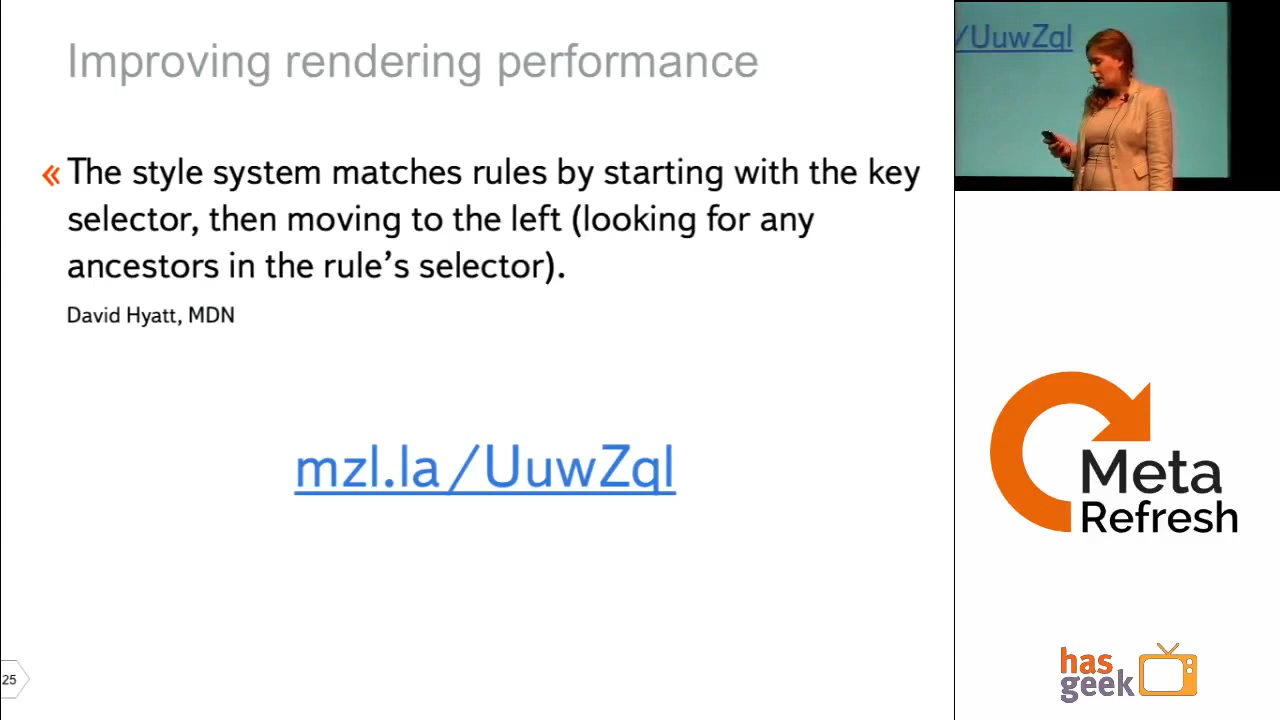 Improving rendering performance
« The style system matches rules by starting with the key
selector, then moving to the left (looking for any
ancestors in the rule’s selector).
David Hyatt, MDN
mzl.la/UuwZql
25
/UuwZql
Meta
Refresh
has
geek